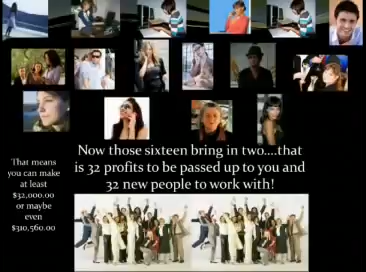 Now those sixteen bring in two....that
is 32 profits to be passed up to you and
32 new people to work with!
That means
you can make
at least
$32,000.00
or maybe
even
$310,560.00